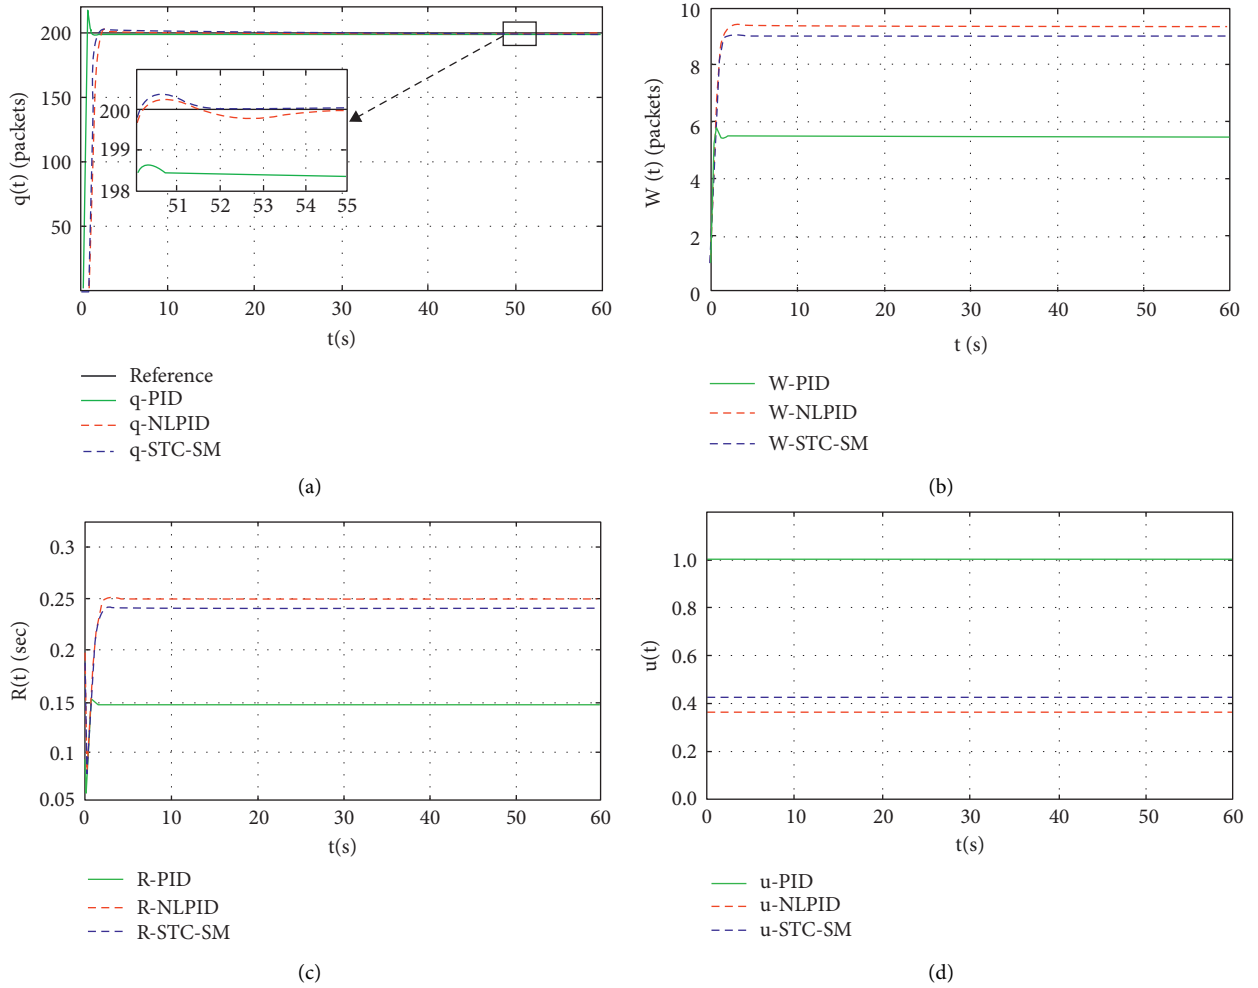 q(t) (packets)
200
150
100
50
200
199
198
51 52 53 54 55
0 10 20 30 40 50 60
t(s)
Reference
q-PID
q-NLPID
q-STC-SM
(a)
W (t) (packets)
10
8
6
4
2
0
0 10 20 30 40 50 60
t (s)
W-PID
W-NLPID
W-STC-SM
(b)
R(t) (sec)
0.3
0.25
0.2
0.15
0.1
0.05
0 10 20 30 40 50 60
t(s)
R-PID
R-NLPID
R-STC-SM
(c)
u(t)
1.0
0.8
0.6
0.4
0.2
0.0
0 10 20 30 40 50 60
t(s)
u-PID
u-NLPID
u-STC-SM
(d)